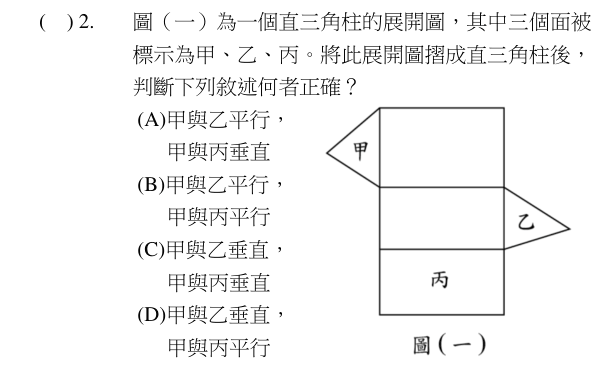 (　) 2. 圖（一）為一個直三角柱的展開圖，其中三個面被
標示為甲、乙、丙。將此展開圖摺成直三角柱後，
判斷下列敘述何者正確？
(A)甲與乙平行，
甲與丙垂直
(B)甲與乙平行，
甲與丙平行
(C)甲與乙垂直，
甲與丙垂直
(D)甲與乙垂直，
甲與丙平行
甲
乙
丙
圖(一)